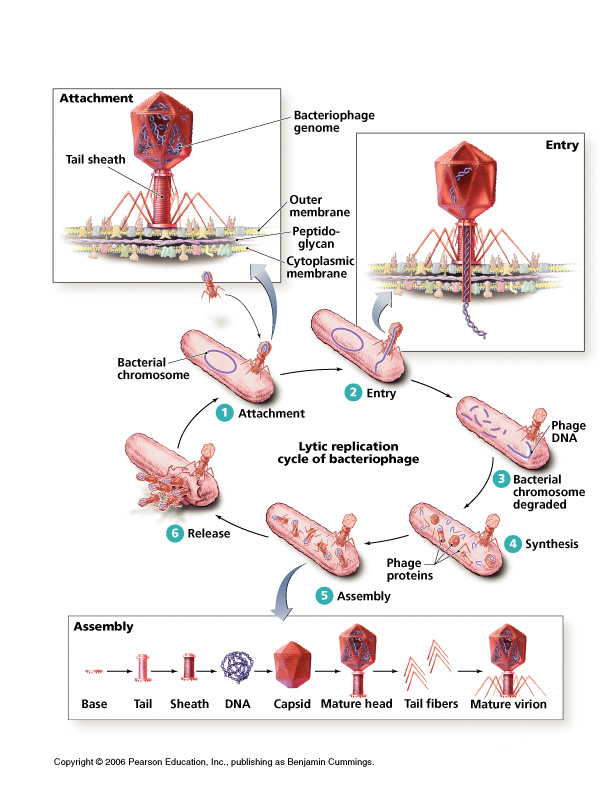 Attachment
Bacteriophage
genome
Tail sheath
Outer
membrane
Peptido-
glycan
Cytoplasmic
membrane
Entry
Bacterial
chromosome
1 Attachment
2 Entry
Phage
DNA
3 Bacterial
chromosome
degraded
Lytic replication
cycle of bacteriophage
4 Synthesis
Phage
proteins
5 Assembly
6 Release
Assembly
Base Tail Sheath DNA Capsid Mature head Tail fibers Mature virion
Copyright © 2006 Pearson Education, Inc., publishing as Benjamin Cummings.